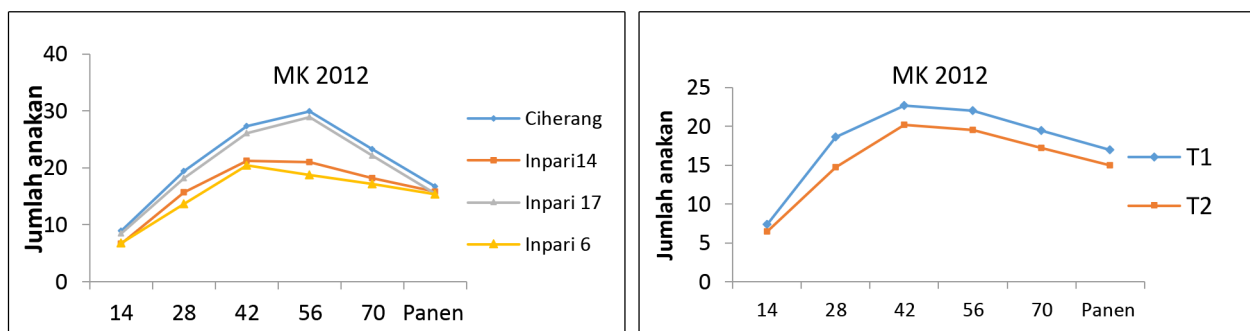 MK 2012
Jumlah anakan
40
30
20
10
0
14 28 42 56 70 Panen
Ciherang
Inpari14
Inpari 17
Inpari 6
MK 2012
Jumlah anakan
25
20
15
10
5
0
14 28 42 56 70 Panen
T1
T2